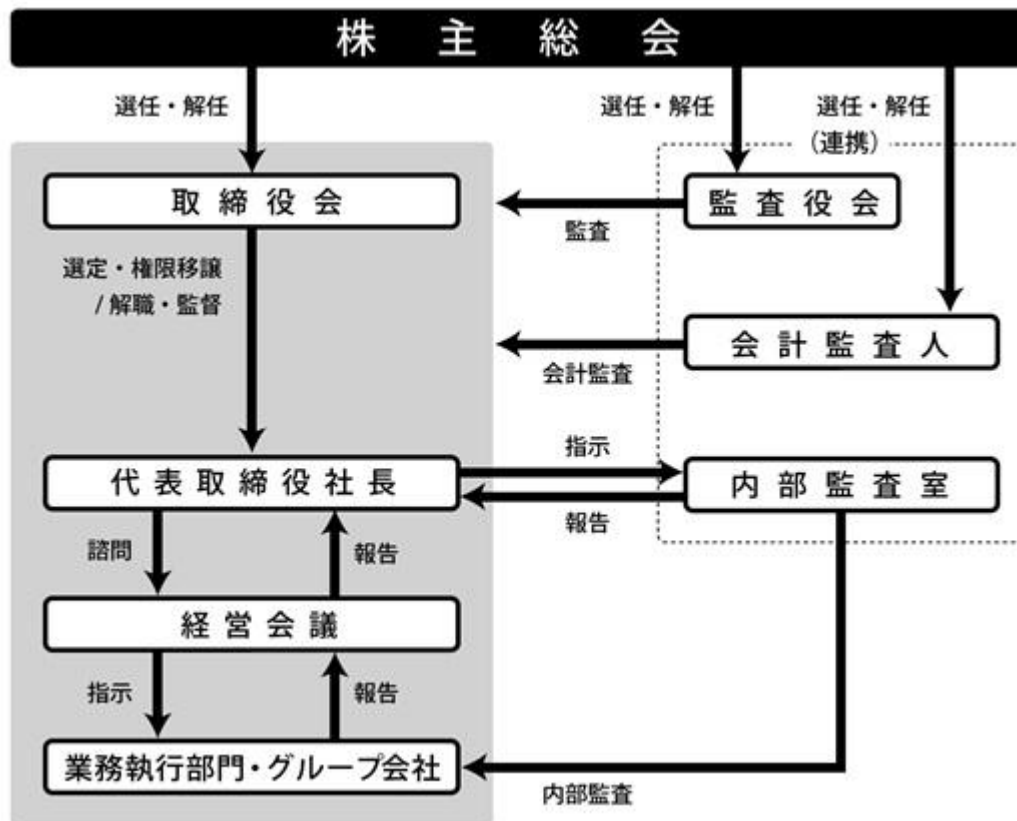 株主総会
選任・解任
選任・解任
選任・解任
(連携)
取締役会
監査役会
監査
選定・権限移譲
/ 解職・監督
会計監査人
会計監査
指示
代表取締役社長
内部監査室
報告
諮問
報告
経営会議
指示
報告
業務執行部門・グループ会社
内部監査